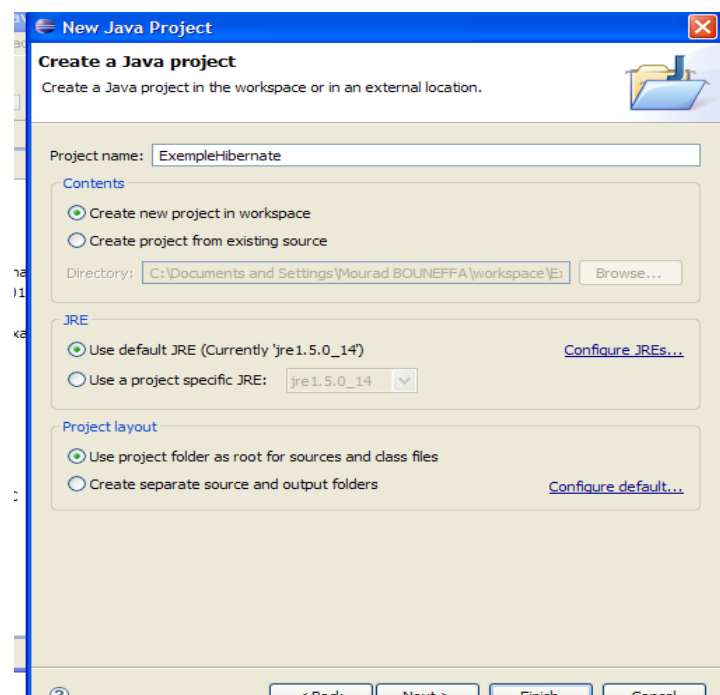 New Java Project
Create a Java project
Create a Java project in the workspace or in an external location.
Project name: ExempleHibernate
Contents
Create new project in workspace
Create project from existing source
Directory: C:\Documents and Settings\Mourad BOUNEFFA\workspace\E Browse...
JRE
Use default JRE (Currently 'jre1.5.0_14') Configure JREs...
Use a project specific JRE: jre1.5.0_14
Project layout
Use project folder as root for sources and class files
Create separate source and output folders Configure default...
< Back Next > Finish Cancel